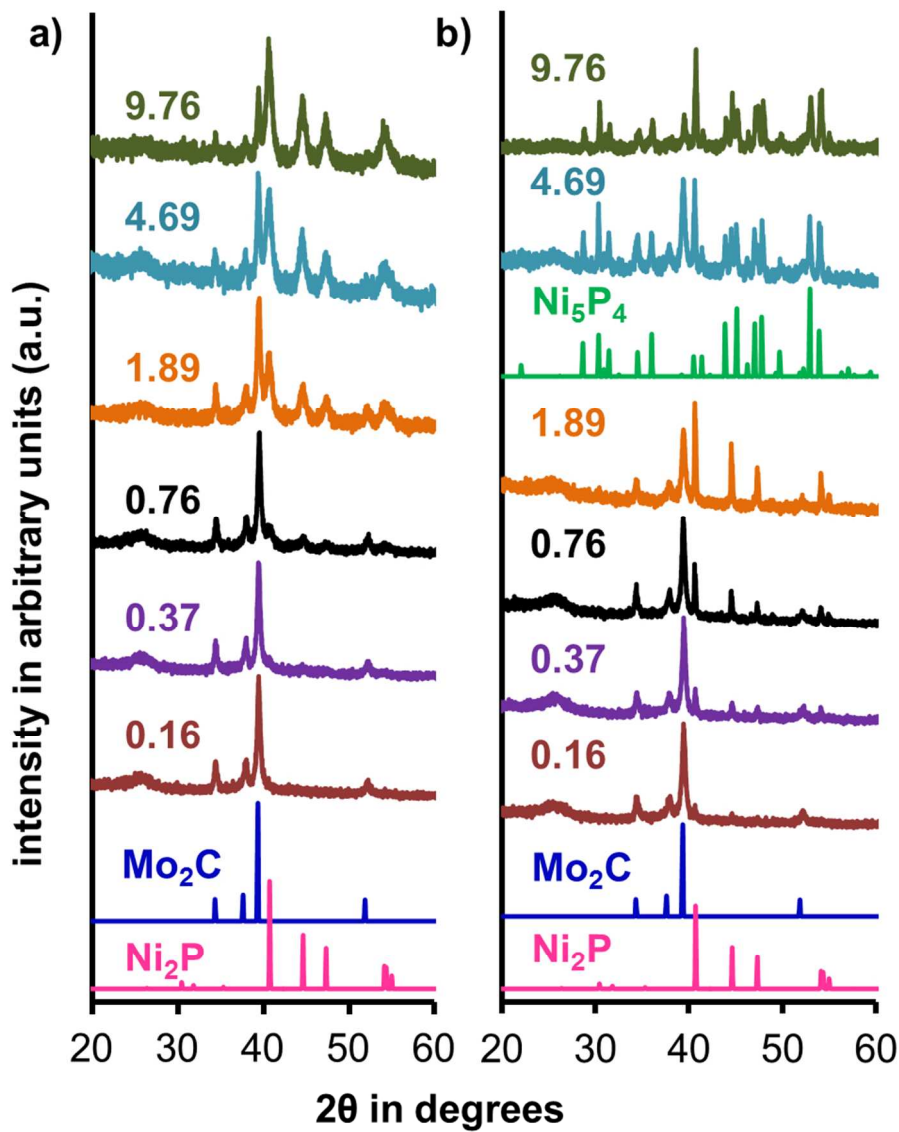 a)
9.76
4.69
1.89
0.76
0.37
0.16
Mo₂C
Ni₂P
20 30 40 50 60
b)
9.76
4.69
Ni₅P₄
1.89
0.76
0.37
0.16
Mo₂C
Ni₂P
20 30 40 50 60
intensity in arbitrary units (a.u.)
2θ in degrees